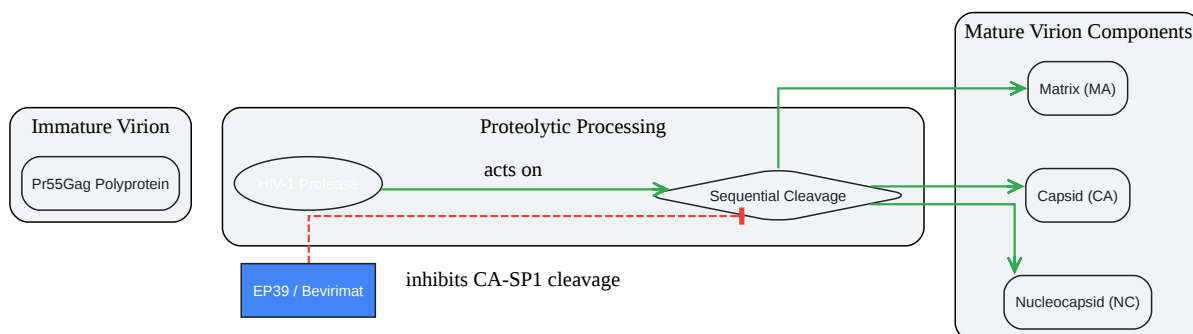 Mature Virion Components
Matrix (MA)
Immature Virion
Pr55Gag Polyprotein
Proteolytic Processing
HIV-1 Protease
acts on
Sequential Cleavage
Capsid (CA)
EP39 / Bevirimat
inhibits CA-SP1 cleavage
Nucleocapsid (NC)